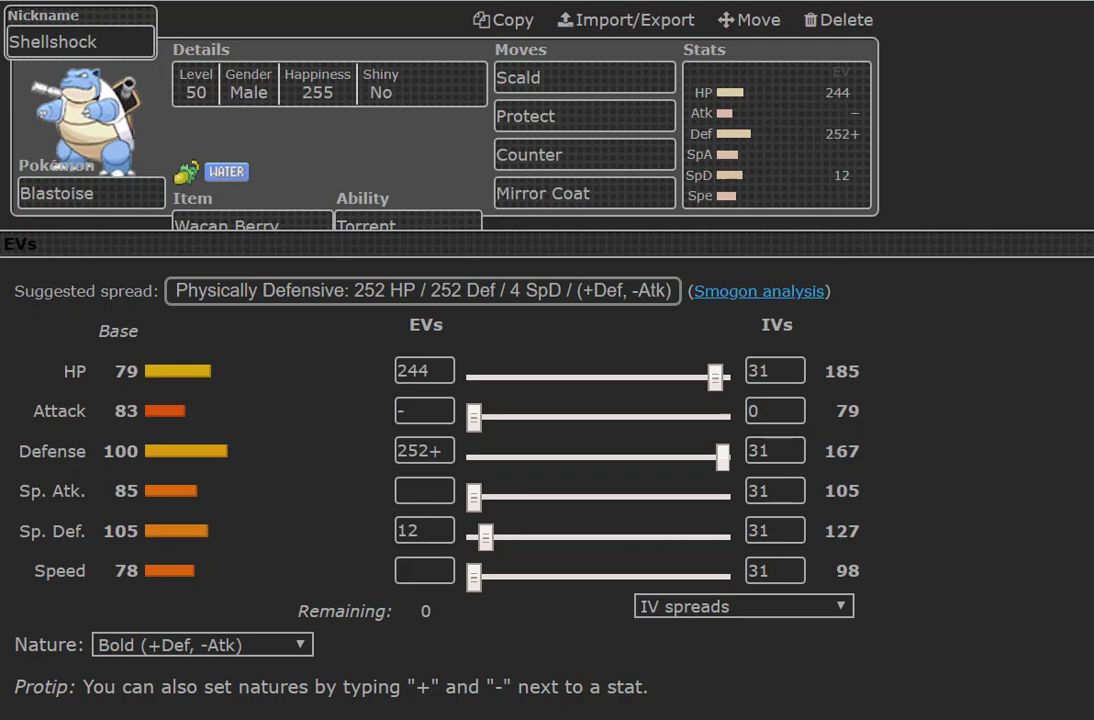 Nickname
Shellshock
Copy Import/Export Move Delete
Details
Level Gender Happiness Shiny
50 Male 255 No
WATER
Pokémon
Blastoise
Item Ability
Wacan Berry Torrent
Moves
Scald
Protect
Counter
Mirror Coat
Stats
EV
HP 244
Atk –
Def 252+
SpA
SpD 12
Spe
EVs
Suggested spread: Physically Defensive: 252 HP / 252 Def / 4 SpD / (+Def, -Atk) (Smogon analysis)
Base EVs IVs
HP 79 244 31 185
Attack 83 - 0 79
Defense 100 252+ 31 167
Sp. Atk. 85 31 105
Sp. Def. 105 12 31 127
Speed 78 31 98
Remaining: 0 IV spreads
Nature: Bold (+Def, -Atk)
Protip: You can also set natures by typing "+" and "-" next to a stat.